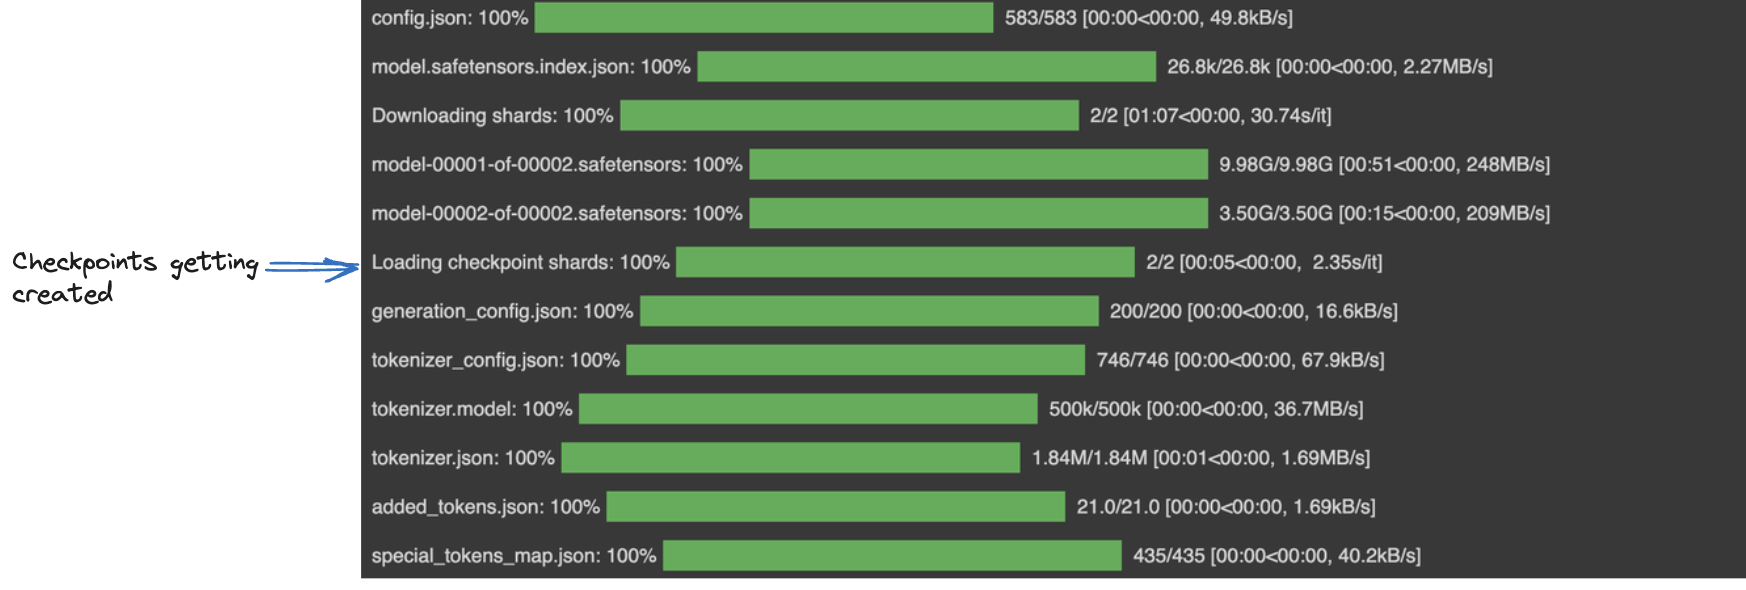 config.json: 100% 583/583 [00:00<00:00, 49.8kB/s]
model.safetensors.index.json: 100% 26.8k/26.8k [00:00<00:00, 2.27MB/s]
Downloading shards: 100% 2/2 [01:07<00:00, 30.74s/it]
model-00001-of-00002.safetensors: 100% 9.98G/9.98G [00:51<00:00, 248MB/s]
model-00002-of-00002.safetensors: 100% 3.50G/3.50G [00:15<00:00, 209MB/s]
Checkpoints getting
created
Loading checkpoint shards: 100% 2/2 [00:05<00:00, 2.35s/it]
generation_config.json: 100% 200/200 [00:00<00:00, 16.6kB/s]
tokenizer_config.json: 100% 746/746 [00:00<00:00, 67.9kB/s]
tokenizer.model: 100% 500k/500k [00:00<00:00, 36.7MB/s]
tokenizer.json: 100% 1.84M/1.84M [00:01<00:00, 1.69MB/s]
added_tokens.json: 100% 21.0/21.0 [00:00<00:00, 1.69kB/s]
special_tokens_map.json: 100% 435/435 [00:00<00:00, 40.2kB/s]